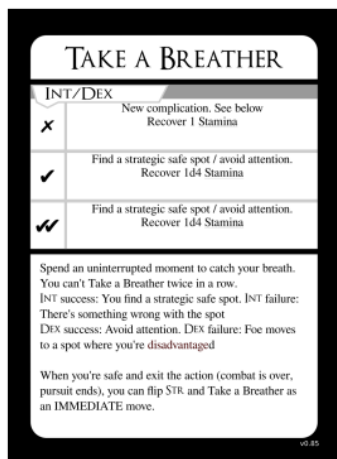 TAKE A BREATHER
INT/DEX
✗
New complication. See below
Recover 1 Stamina
✔
Find a strategic safe spot / avoid attention.
Recover 1d4 Stamina
✔✔
Find a strategic safe spot / avoid attention.
Recover 1d4 Stamina
Spend an uninterrupted moment to catch your breath.
You can't Take a Breather twice in a row.
INT success: You find a strategic safe spot. INT failure:
There's something wrong with the spot
DEX success: Avoid attention. DEX failure: Foe moves
to a spot where you're disadvantaged
When you're safe and exit the action (combat is over,
pursuit ends), you can flip STR and Take a Breather as
an IMMEDIATE move.
v0.85